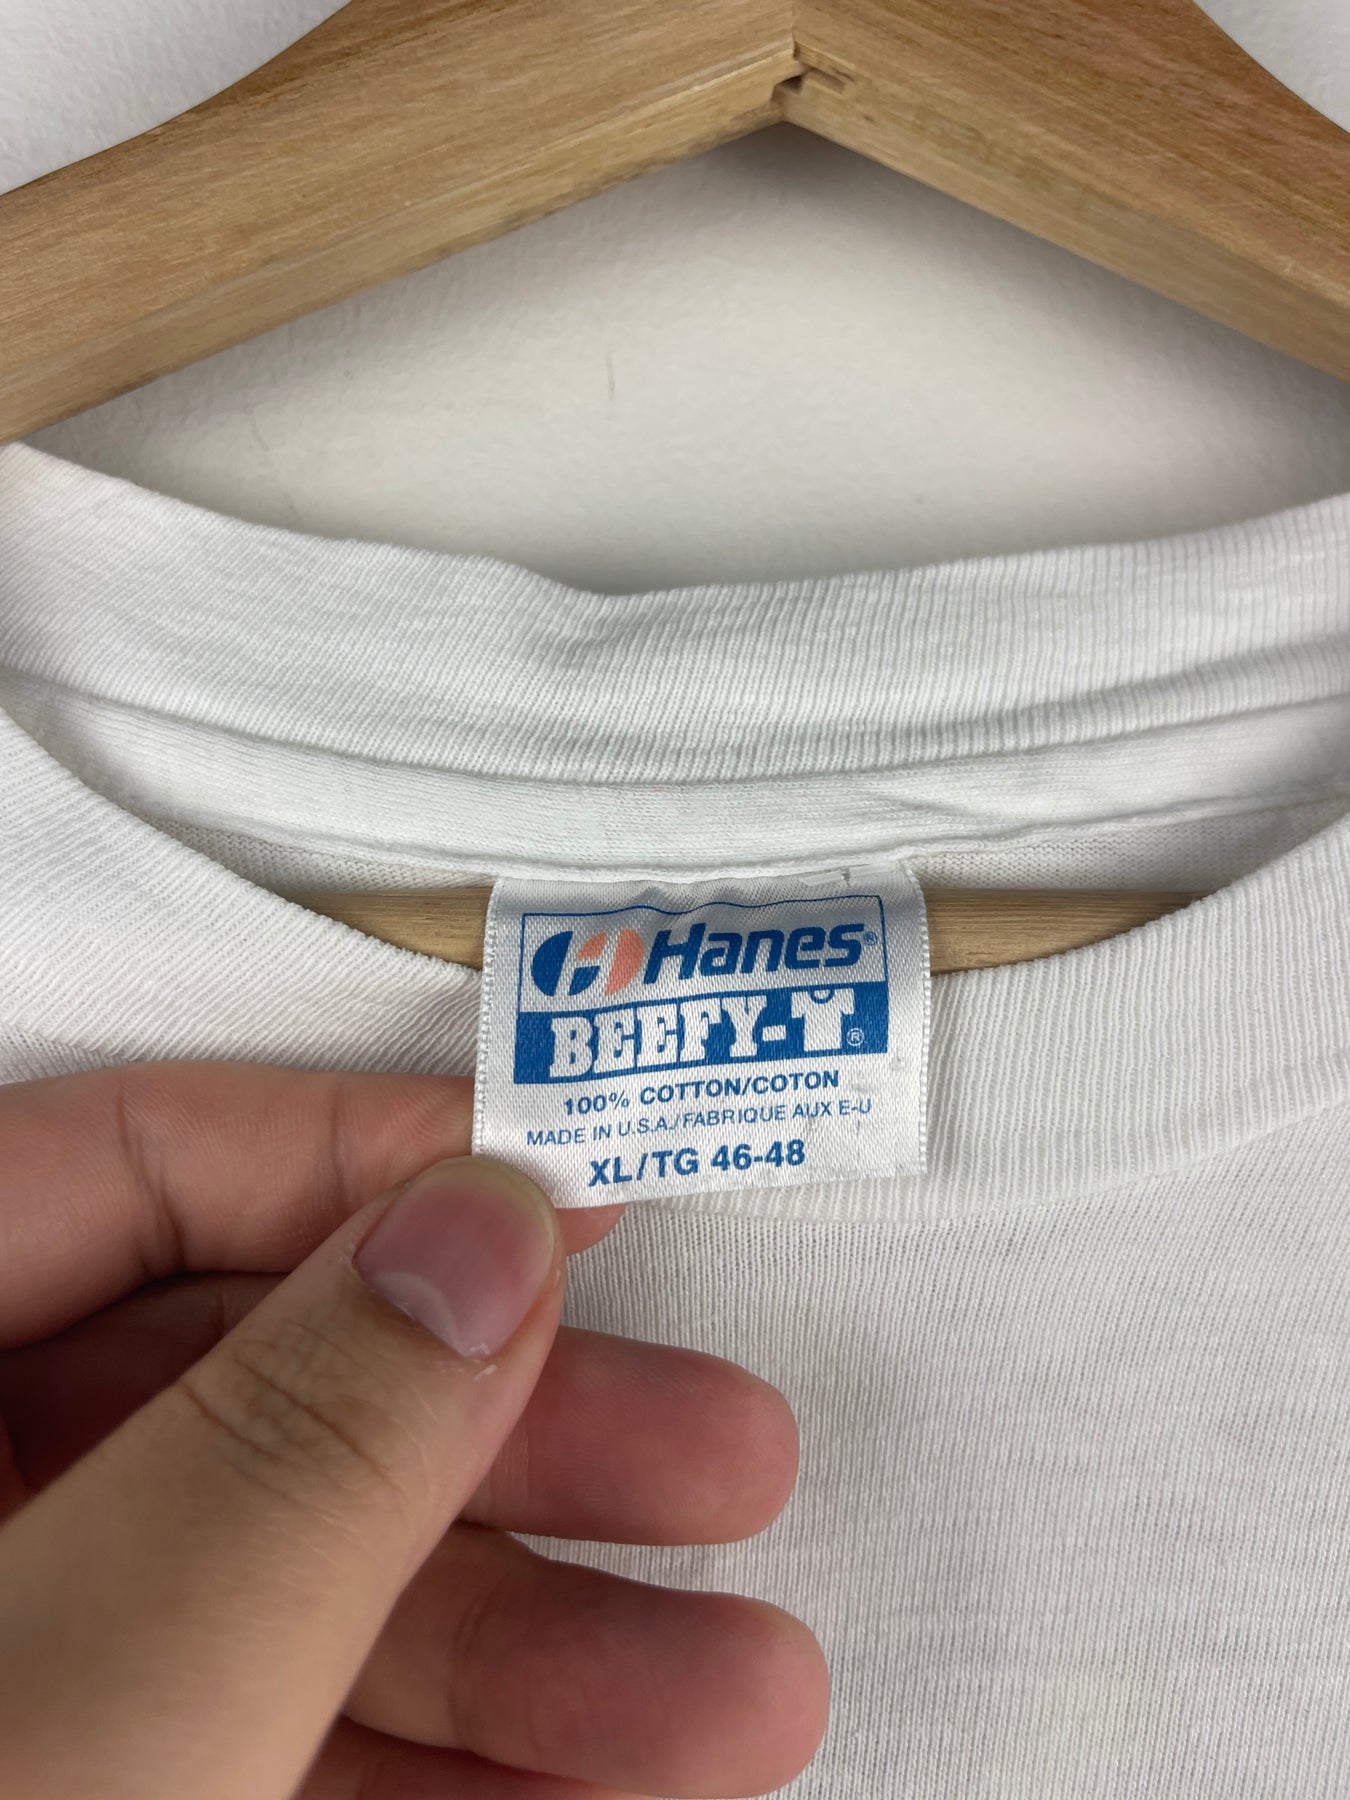 Hanes®
BEEFY-T®
100% COTTON/COTON
MADE IN U.S.A./FABRIQUE AUX E-U
XL/TG 46-48